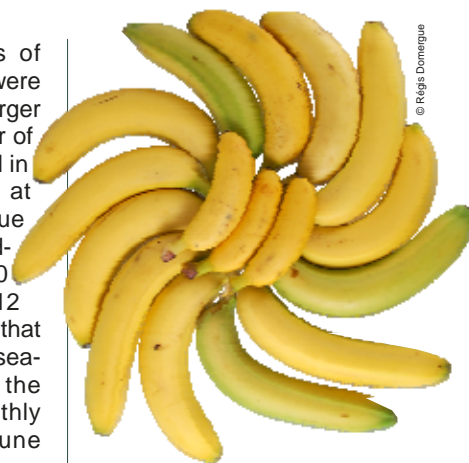 s of
were
rger
r of
l in
at
ue
l-
0
12
that
sea-
the
thly
une
© Régis Domergue